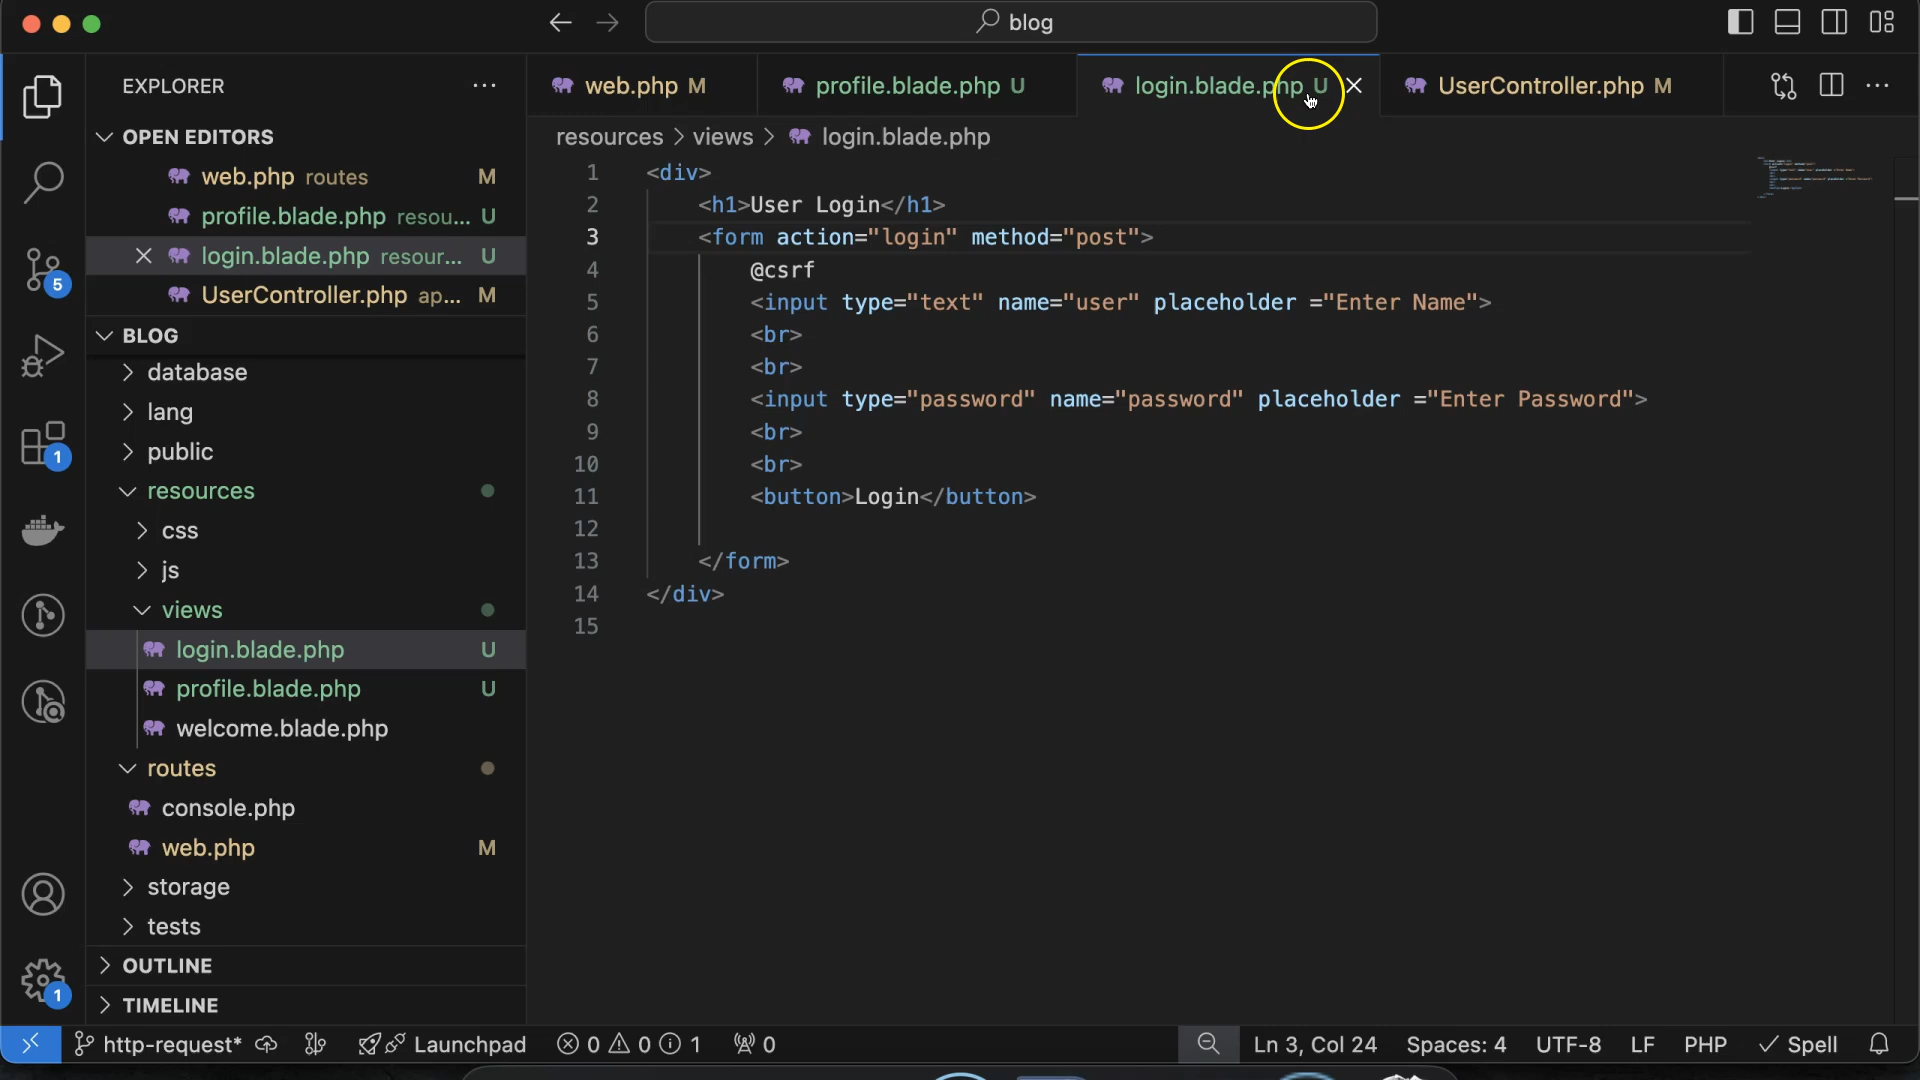 blog
EXPLORER
OPEN EDITORS
web.php routes M
profile.blade.php resou... U
login.blade.php resour... U
UserController.php ap... M
BLOG
database
lang
public
resources
css
js
views
login.blade.php U
profile.blade.php U
welcome.blade.php
routes
console.php
web.php M
storage
tests
OUTLINE
TIMELINE
5
1
1
web.php M
profile.blade.php U
login.blade.php U
UserController.php M
resources > views > login.blade.php
1 <div>
2 <h1>User Login</h1>
3 <form action="login" method="post">
4 @csrf
5 <input type="text" name="user" placeholder ="Enter Name">
6 <br>
7 <br>
8 <input type="password" name="password" placeholder ="Enter Password">
9 <br>
10 <br>
11 <button>Login</button>
12
13 </form>
14 </div>
15
http-request* Launchpad 0 0 1 0 Ln 3, Col 24 Spaces: 4 UTF-8 LF PHP Spell